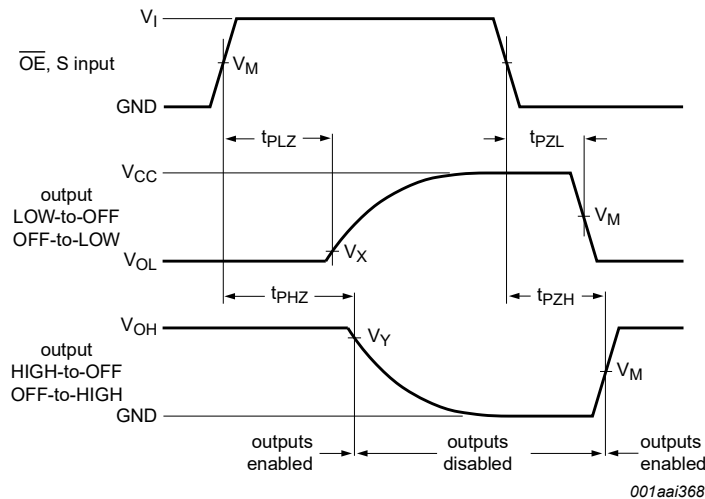 V_I
OE, S input
V_M
GND
t_PLZ
t_PZL
V_CC
output
LOW-to-OFF
OFF-to-LOW
V_M
V_X
V_OL
t_PHZ
t_PZH
V_OH
V_Y
output
HIGH-to-OFF
OFF-to-HIGH
V_M
GND
outputs
enabled
outputs
disabled
outputs
enabled
001aai368